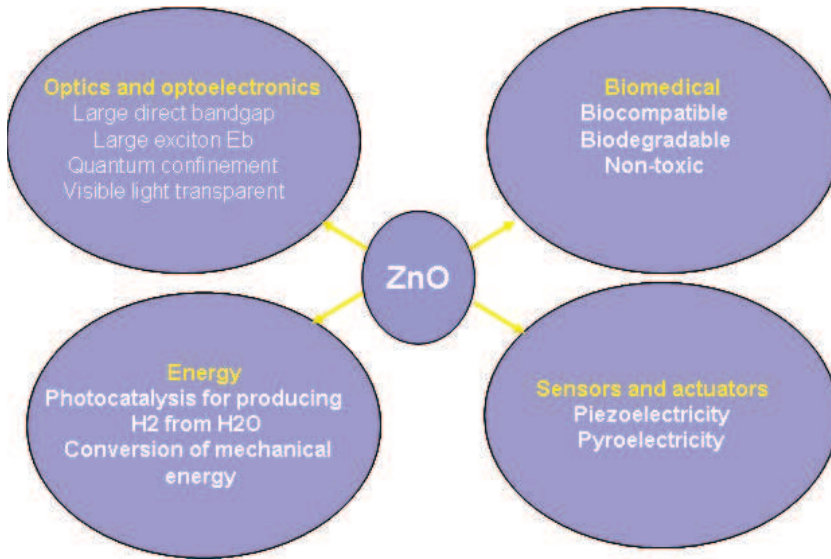 Optics and optoelectronics
Large direct bandgap
Large exciton Eb
Quantum confinement
Visible light transparent
Biomedical
Biocompatible
Biodegradable
Non-toxic
ZnO
Energy
Photocatalysis for producing
H2 from H2O
Conversion of mechanical
energy
Sensors and actuators
Piezoelectricity
Pyroelectricity